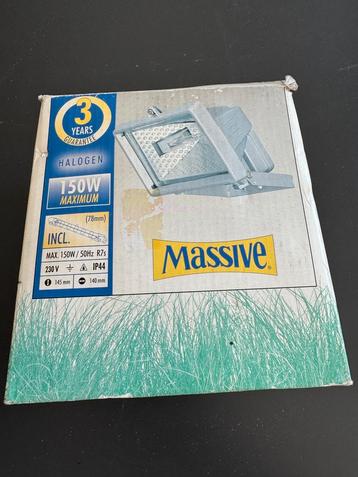 3
YEARS
GUARANTEE
HALOGEN
150W
MAXIMUM
(78mm)
INCL.
MAX. 150W / 50Hz R7s
230 V IP44
145 mm 140 mm
MASSIVE